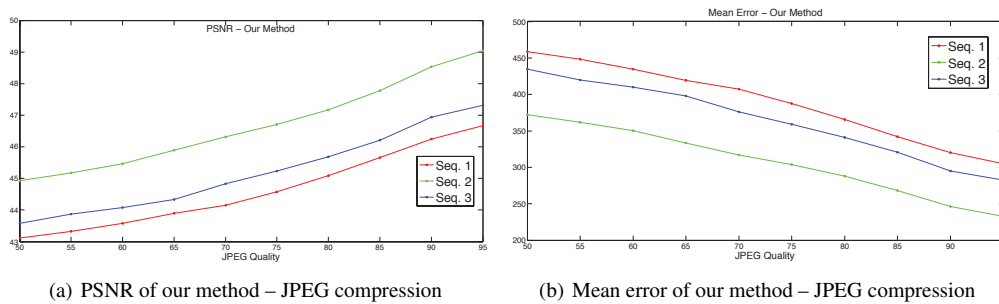 PSNR – Our Method
50
49
48
47
46
45
44
43
50 55 60 65 70 75 80 85 90 95
JPEG Quality
Seq. 1
Seq. 2
Seq. 3
(a) PSNR of our method – JPEG compression
Mean Error – Our Method
500
450
400
350
300
250
200
50 55 60 65 70 75 80 85 90
JPEG Quality
Seq. 1
Seq. 2
Seq. 3
(b) Mean error of our method – JPEG compression